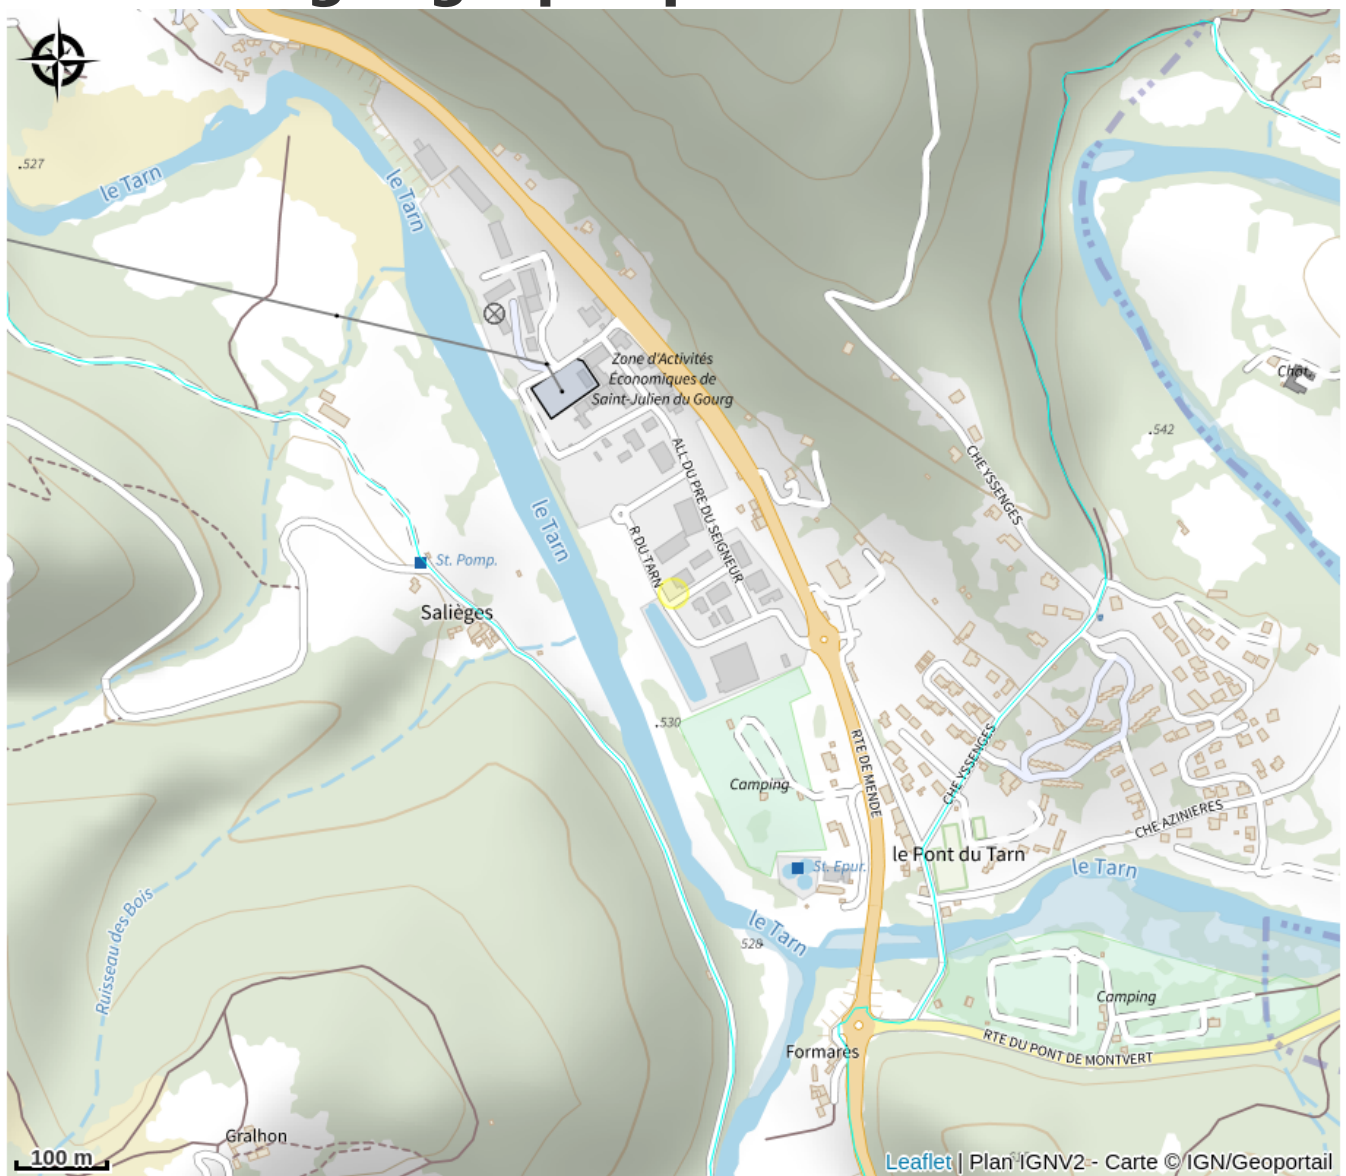 .527
le Tarn
le Tarn
Zone d'Activités
Économiques de
Saint-Julien du Gourg
Chât.
.542
ALL DU PRE DU SEIGNEUR
CHE YSSENGES
le Tarn
R DU TARN
St. Pomp.
Salièges
.530
RTE DE MENDE
CHE YSSENGES
Camping
CHE AZINIERES
le Pont du Tarn
St. Epur.
le Tarn
Ruisseau des Bois
le Tarn
528
Camping
RTE DU PONT DE MONTVERT
Formarès
Gralhon
100 m
Leaflet | Plan IGNV2 - Carte © IGN/Geoportail